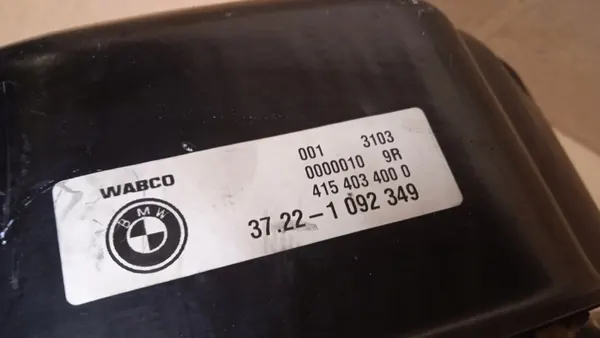 001 3103
0000010 9R
415 403 400 0
WABCO
BMW
37.22-1 092 349